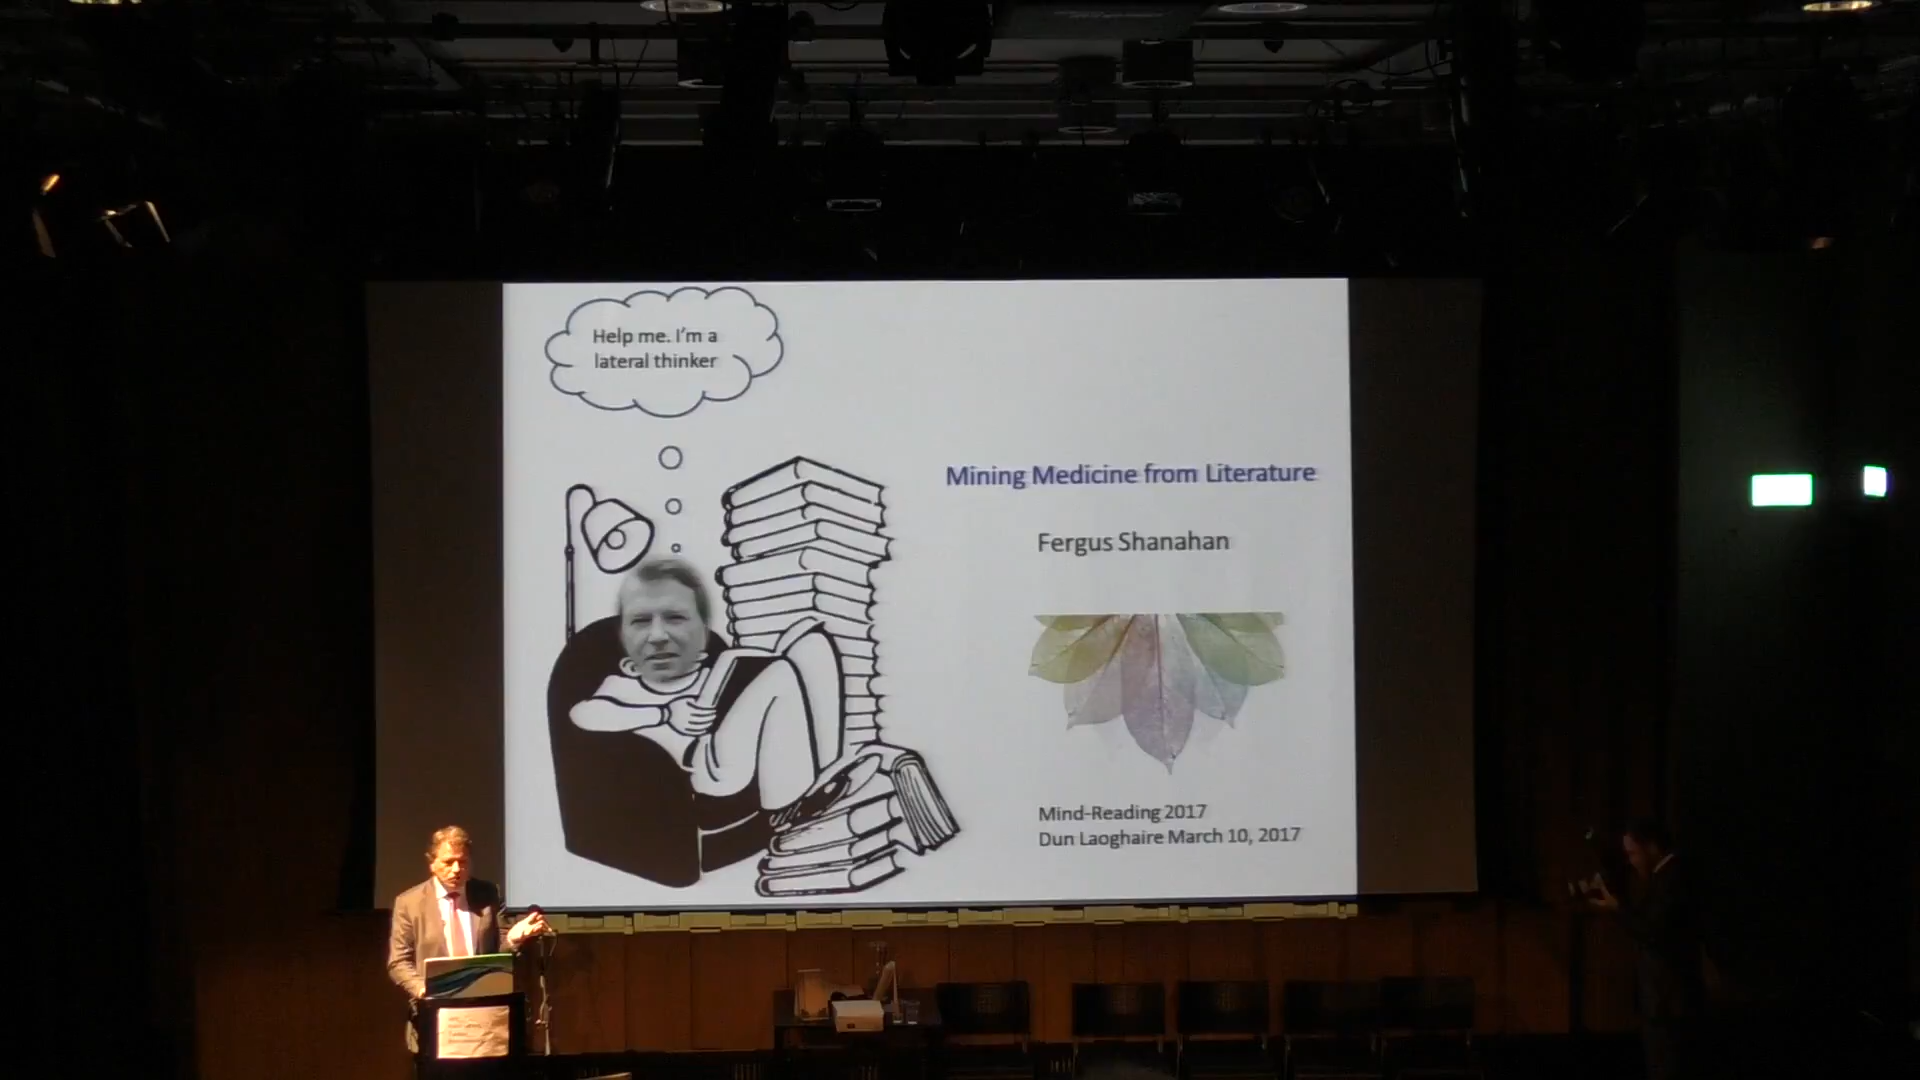 Help me. I'm a
lateral thinker
Mining Medicine from Literature
Fergus Shanahan
Mind-Reading 2017
Dun Laoghaire March 10, 2017